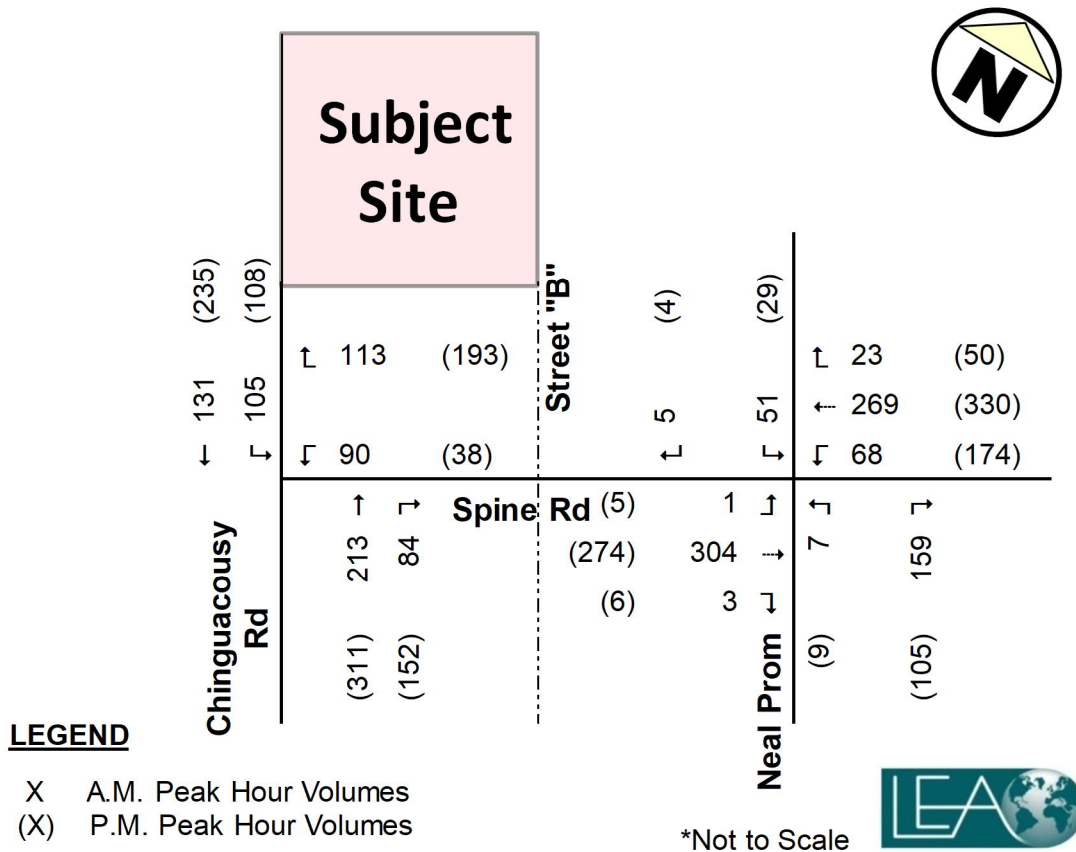 N
Subject
Site
(235)
(108)
131
105
113 (193)
90 (38)
Street "B"
(4)
(29)
5
51
23 (50)
269 (330)
68 (174)
Spine Rd
213
84
(311)
(152)
Chinguacousy
Rd
(5) 1
(274) 304
(6) 3
7
159
(9)
(105)
Neal Prom
LEGEND
X A.M. Peak Hour Volumes
(X) P.M. Peak Hour Volumes
*Not to Scale
LEA